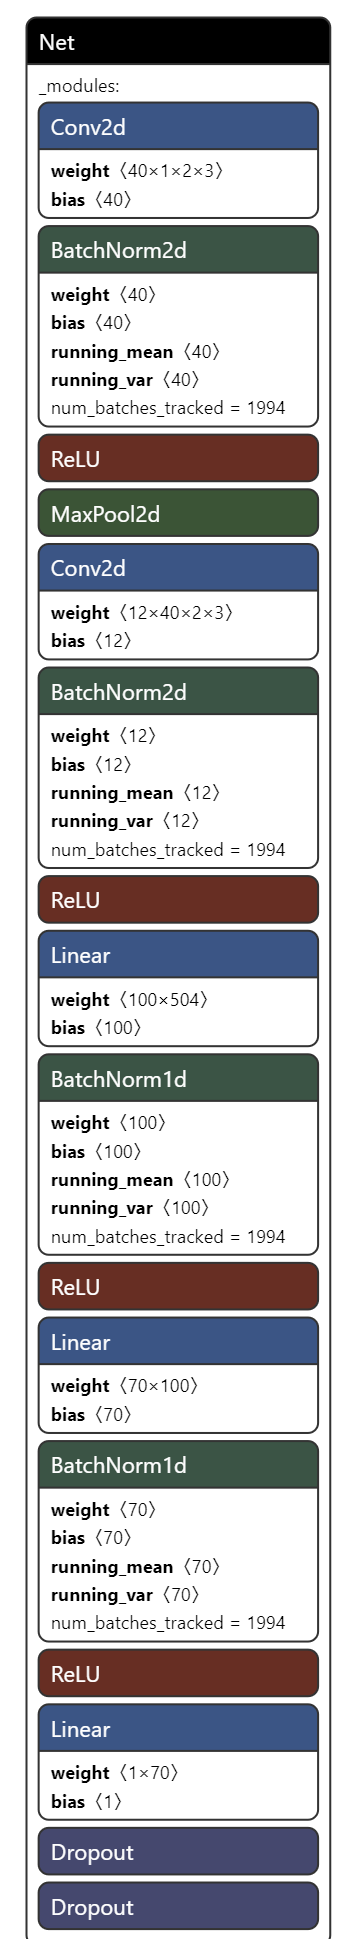 Net
_modules:
Conv2d
weight〈40×1×2×3〉
bias〈40〉
BatchNorm2d
weight〈40〉
bias〈40〉
running_mean〈40〉
running_var〈40〉
num_batches_tracked = 1994
ReLU
MaxPool2d
Conv2d
weight〈12×40×2×3〉
bias〈12〉
BatchNorm2d
weight〈12〉
bias〈12〉
running_mean〈12〉
running_var〈12〉
num_batches_tracked = 1994
ReLU
Linear
weight〈100×504〉
bias〈100〉
BatchNorm1d
weight〈100〉
bias〈100〉
running_mean〈100〉
running_var〈100〉
num_batches_tracked = 1994
ReLU
Linear
weight〈70×100〉
bias〈70〉
BatchNorm1d
weight〈70〉
bias〈70〉
running_mean〈70〉
running_var〈70〉
num_batches_tracked = 1994
ReLU
Linear
weight〈1×70〉
bias〈1〉
Dropout
Dropout